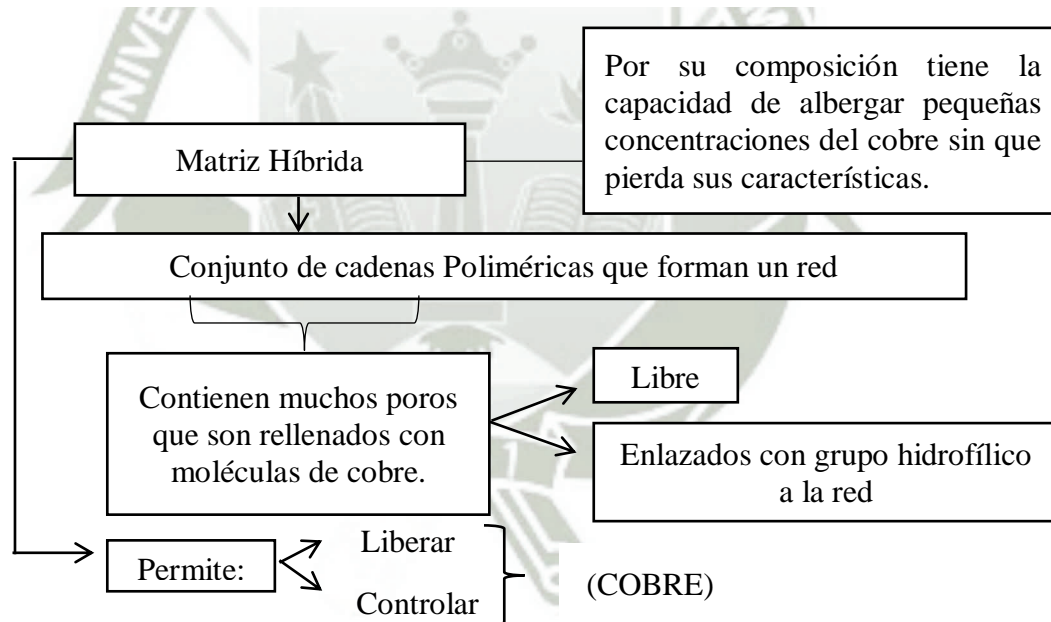 UNIVE
Por su composición tiene la
capacidad de albergar pequeñas
concentraciones del cobre sin que
pierda sus características.
Matriz Híbrida
Conjunto de cadenas Poliméricas que forman un red
Contienen muchos poros
que son rellenados con
moléculas de cobre.
Libre
Enlazados con grupo hidrofílico
a la red
Permite:
Liberar
Controlar
(COBRE)